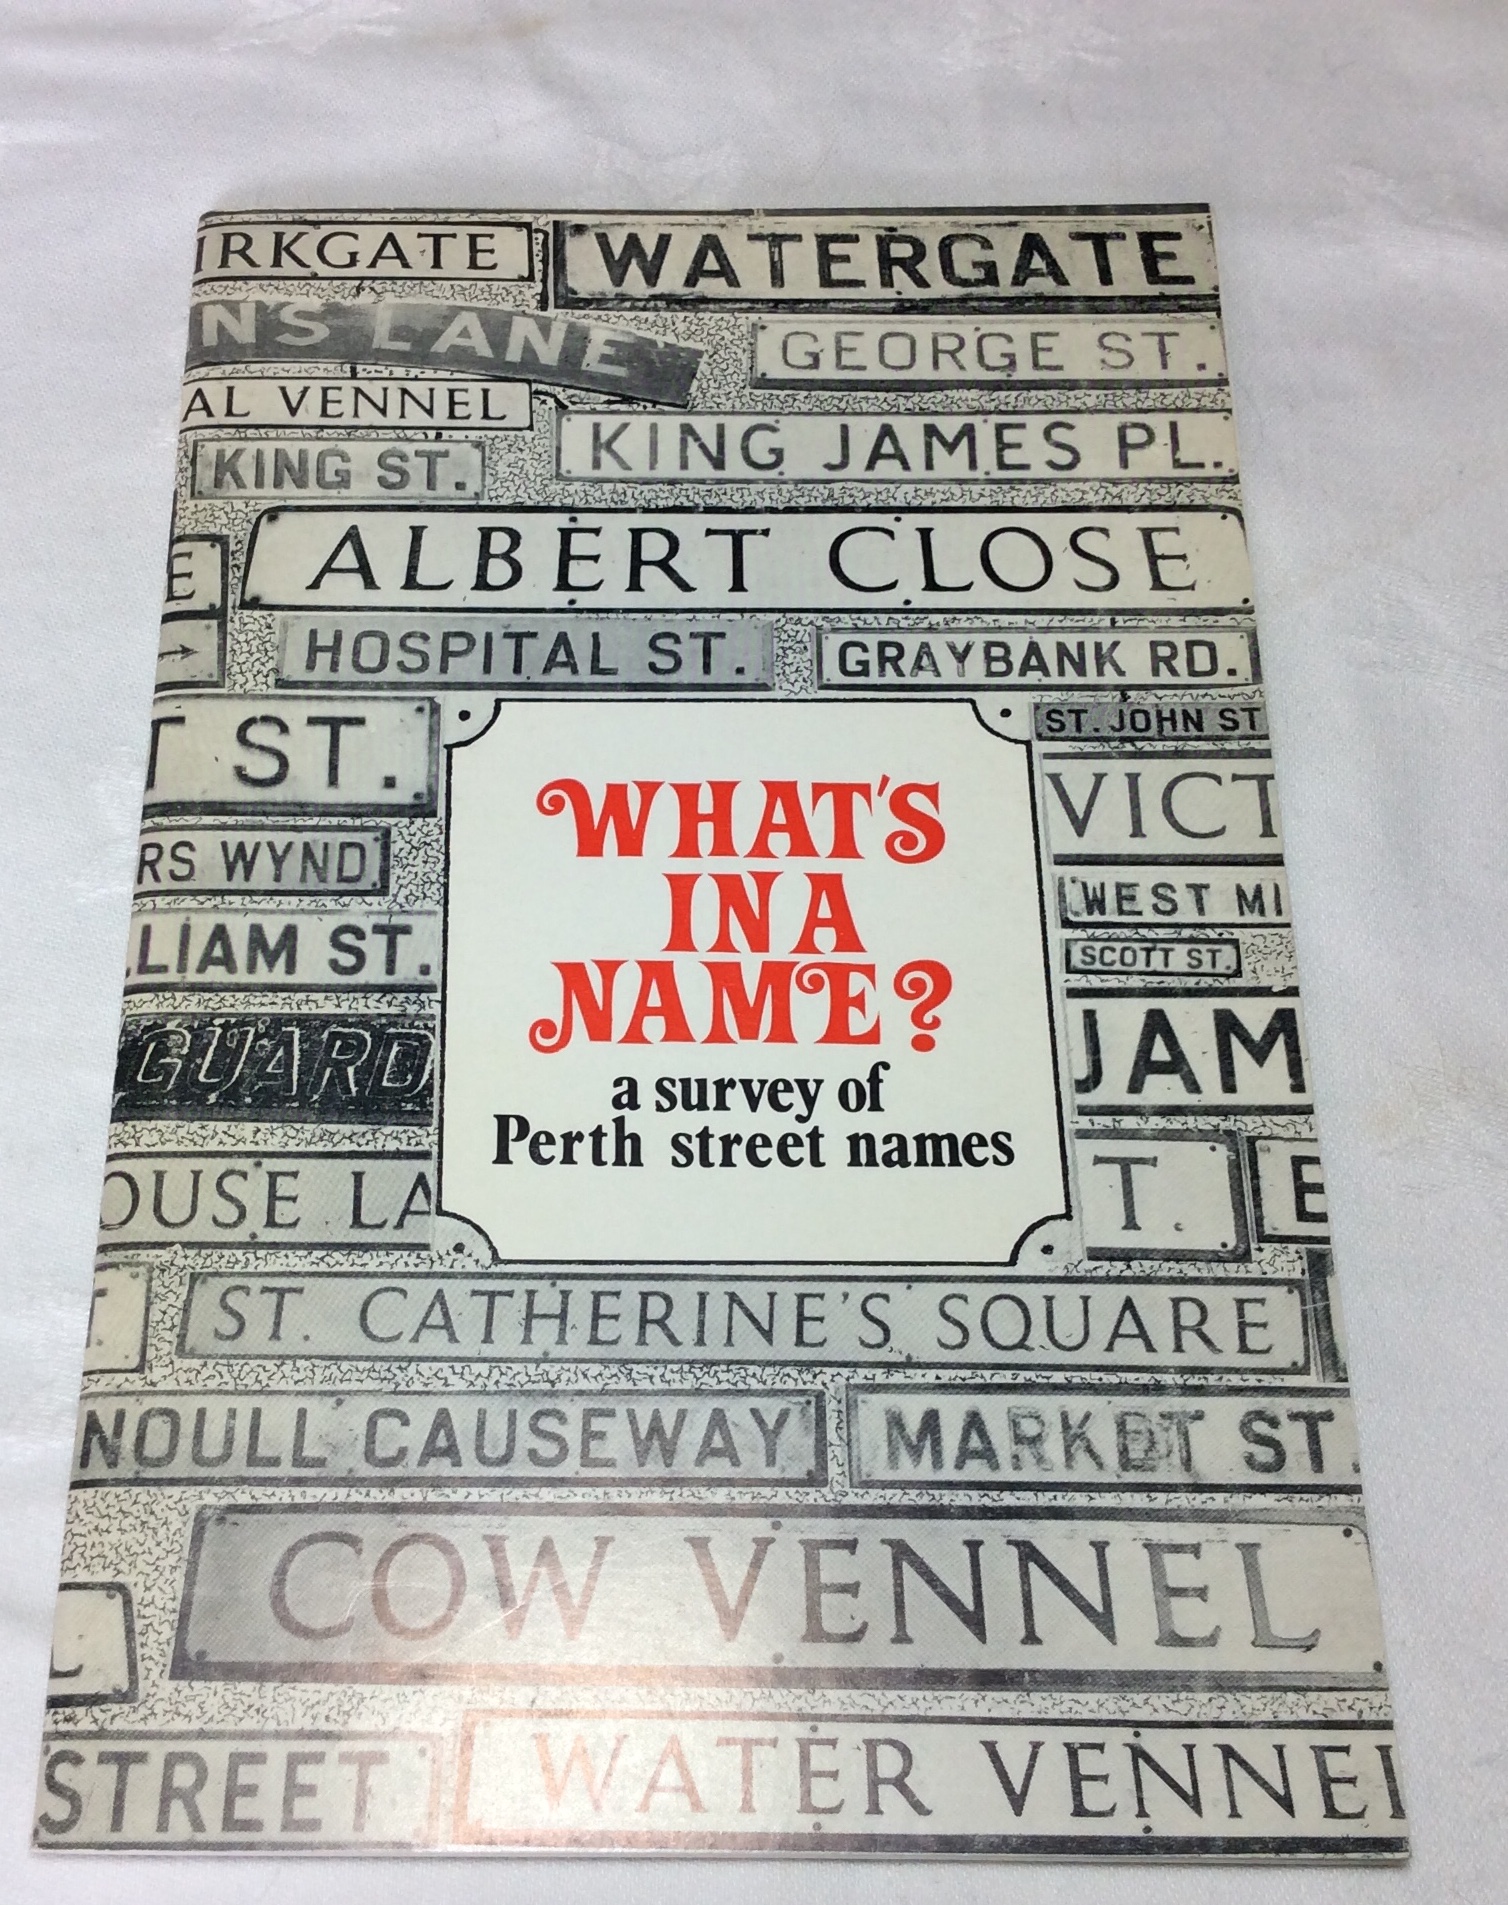 IRKGATE
WATERGATE
NS LANE
GEORGE ST.
AL VENNEL
KING JAMES PL.
KING ST.
ALBERT CLOSE
E
HOSPITAL ST.
GRAYBANK RD.
T ST.
ST. JOHN ST
VICT
RS WYND
WEST MI
LIAM ST.
SCOTT ST.
GUARD
JAM
WHAT'S
IN A
NAME?
a survey of
Perth street names
OUSE LA
T.
E
ST. CATHERINE'S SQUARE
NOULL CAUSEWAY
MARKET ST.
COW VENNEL
L
STREET
WATER VENNEL